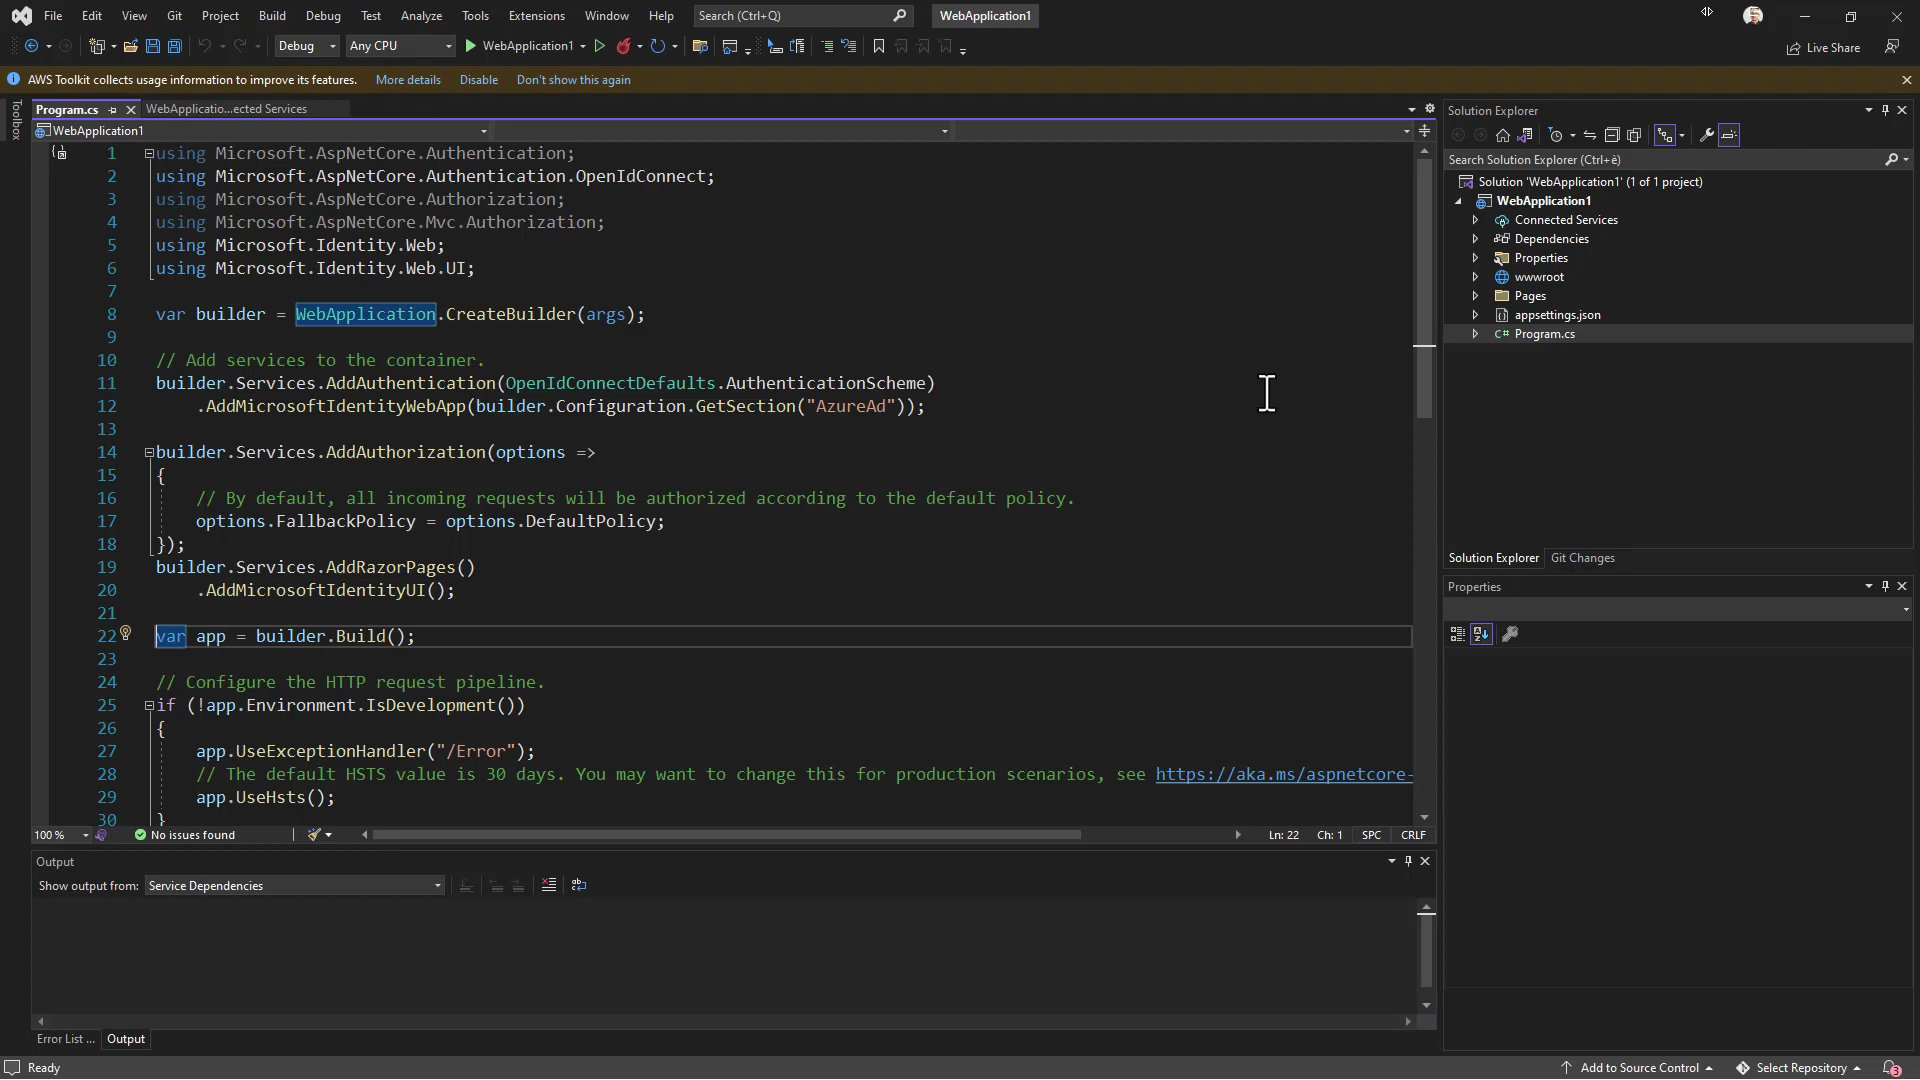 File Edit View Git Project Build Debug Test Analyze Tools Extensions Window Help Search (Ctrl+Q) WebApplication1
Debug Any CPU WebApplication1 Live Share
AWS Toolkit collects usage information to improve its features. More details Disable Don't show this again
Toolbox
Program.cs WebApplicatio...ected Services
WebApplication1
1 using Microsoft.AspNetCore.Authentication;
2 using Microsoft.AspNetCore.Authentication.OpenIdConnect;
3 using Microsoft.AspNetCore.Authorization;
4 using Microsoft.AspNetCore.Mvc.Authorization;
5 using Microsoft.Identity.Web;
6 using Microsoft.Identity.Web.UI;
7
8 var builder = WebApplication.CreateBuilder(args);
9
10 // Add services to the container.
11 builder.Services.AddAuthentication(OpenIdConnectDefaults.AuthenticationScheme)
12 .AddMicrosoftIdentityWebApp(builder.Configuration.GetSection("AzureAd"));
13
14 builder.Services.AddAuthorization(options =>
15 {
16 // By default, all incoming requests will be authorized according to the default policy.
17 options.FallbackPolicy = options.DefaultPolicy;
18 });
19 builder.Services.AddRazorPages()
20 .AddMicrosoftIdentityUI();
21
22 var app = builder.Build();
23
24 // Configure the HTTP request pipeline.
25 if (!app.Environment.IsDevelopment())
26 {
27 app.UseExceptionHandler("/Error");
28 // The default HSTS value is 30 days. You may want to change this for production scenarios, see https://aka.ms/aspnetcore-
29 app.UseHsts();
30 }
100 % No issues found Ln: 22 Ch: 1 SPC CRLF
Output
Show output from: Service Dependencies
Error List ... Output
Solution Explorer
Search Solution Explorer (Ctrl+è)
Solution 'WebApplication1' (1 of 1 project)
WebApplication1
Connected Services
Dependencies
Properties
wwwroot
Pages
appsettings.json
C# Program.cs
Solution Explorer Git Changes
Properties
Ready Add to Source Control Select Repository 3